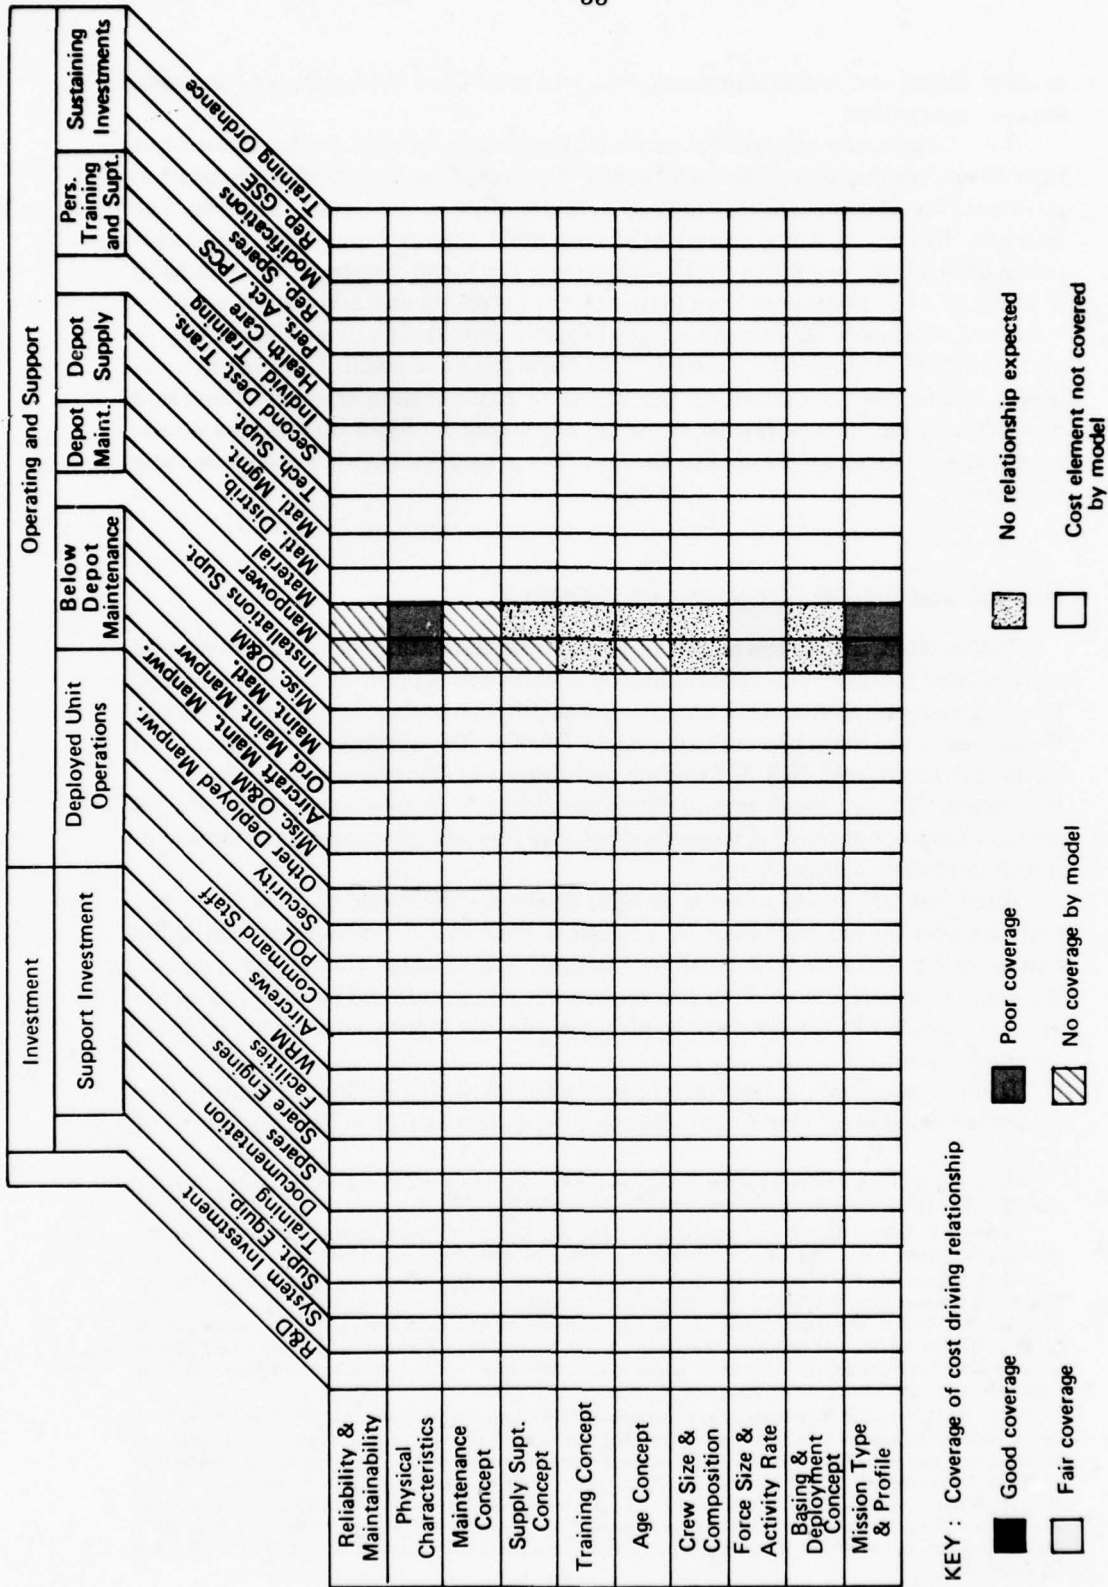 Investment
Operating and Support
Support Investment
Deployed Unit
Operations
Below
Depot
Maintenance
Depot
Maint.
Depot
Supply
Pers.
Training
and Supt.
Sustaining
Investments
R&D
System Investment
Supt. Equip.
Training
Documentation
Spares
Spare Engines
Facilities
WRM
Aircrews
Command Staff
POL
Security
Other Deployed Manpwr.
Misc. O&M
Aircraft Maint. Manpwr.
Ord. Maint. Manpwr
Maint. Matl.
Misc. O&M
Installations Supt.
Manpower
Material
Matl. Distrib.
Matl. Mgmt.
Tech. Supt.
Second Dest. Trans.
Individ. Training
Health Care
Pers. Act. / PCS
Rep. Spares
Modifications
Rep. GSE
Training Ordnance
Reliability &
Maintainability
Physical
Characteristics
Maintenance
Concept
Supply Supt.
Concept
Training Concept
Age Concept
Crew Size &
Composition
Force Size &
Activity Rate
Basing &
Deployment
Concept
Mission Type
& Profile
KEY : Coverage of cost driving relationship
Good coverage
Poor coverage
No relationship expected
Fair coverage
No coverage by model
Cost element not covered
by model